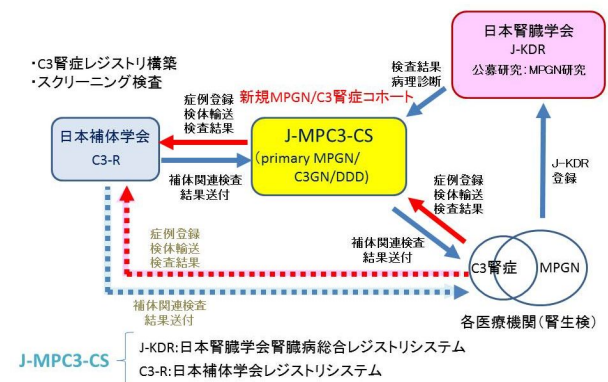 ・C3腎症レジストリ構築
・スクリーニング検査
日本腎臓学会
J-KDR
公募研究：MPGN研究
検査結果
病理診断
新規MPGN/C3腎症コホート
症例登録
検体輸送
検査結果
日本補体学会
C3-R
J-MPC3-CS
（primary MPGN/
C3GN/DDD)
補体関連検査
結果送付
J-KDR
登録
症例登録
検体輸送
検査結果
補体関連検査
結果送付
症例登録
検体輸送
検査結果
C3腎症
MPGN
補体関連検査
結果送付
各医療機関（腎生検）
J-MPC3-CS
J-KDR:日本腎臓学会腎臓病総合レジストリシステム
C3-R:日本補体学会レジストリシステム